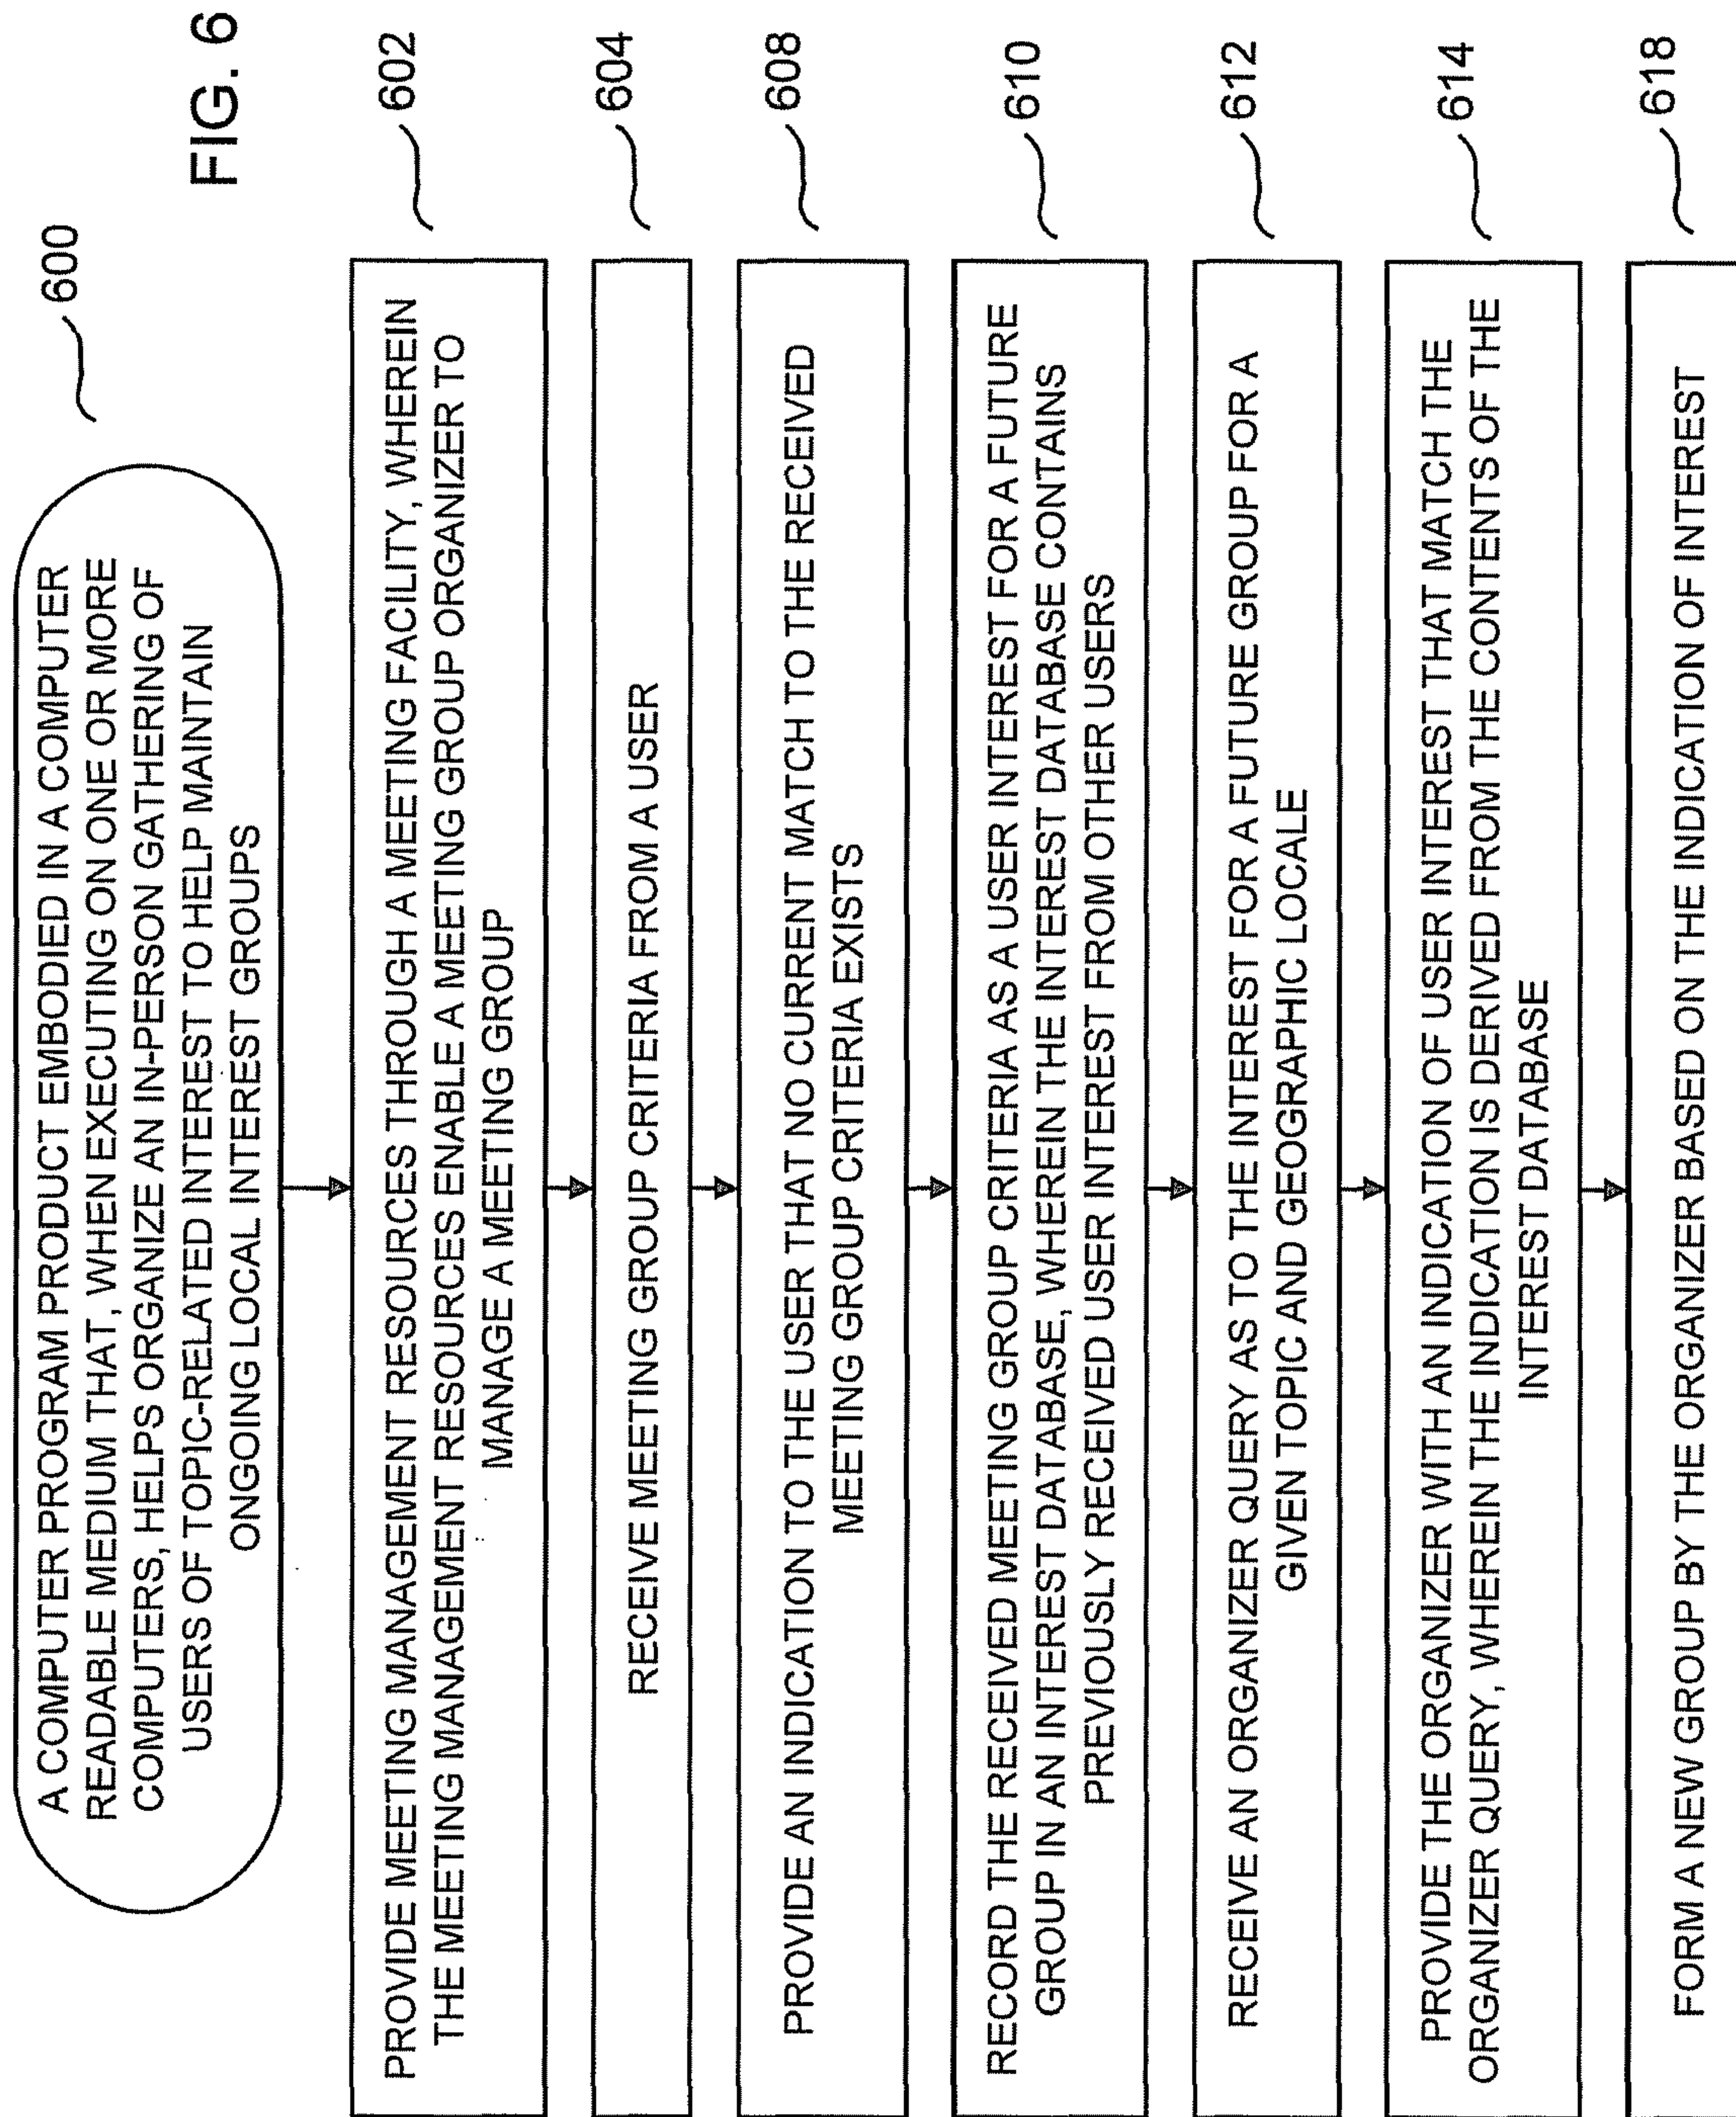 FIG. 6
600
A COMPUTER PROGRAM PRODUCT EMBODIED IN A COMPUTER
READABLE MEDIUM THAT, WHEN EXECUTING ON ONE OR MORE
COMPUTERS, HELPS ORGANIZE AN IN-PERSON GATHERING OF
USERS OF TOPIC-RELATED INTEREST TO HELP MAINTAIN
ONGOING LOCAL INTEREST GROUPS
602
PROVIDE MEETING MANAGEMENT RESOURCES THROUGH A MEETING FACILITY, WHEREIN
THE MEETING MANAGEMENT RESOURCES ENABLE A MEETING GROUP ORGANIZER TO
MANAGE A MEETING GROUP
604
RECEIVE MEETING GROUP CRITERIA FROM A USER
608
PROVIDE AN INDICATION TO THE USER THAT NO CURRENT MATCH TO THE RECEIVED
MEETING GROUP CRITERIA EXISTS
610
RECORD THE RECEIVED MEETING GROUP CRITERIA AS A USER INTEREST FOR A FUTURE
GROUP IN AN INTEREST DATABASE, WHEREIN THE INTEREST DATABASE CONTAINS
PREVIOUSLY RECEIVED USER INTEREST FROM OTHER USERS
612
RECEIVE AN ORGANIZER QUERY AS TO THE INTEREST FOR A FUTURE GROUP FOR A
GIVEN TOPIC AND GEOGRAPHIC LOCALE
614
PROVIDE THE ORGANIZER WITH AN INDICATION OF USER INTEREST THAT MATCH THE
ORGANIZER QUERY, WHEREIN THE INDICATION IS DERIVED FROM THE CONTENTS OF THE
INTEREST DATABASE
618
FORM A NEW GROUP BY THE ORGANIZER BASED ON THE INDICATION OF INTEREST